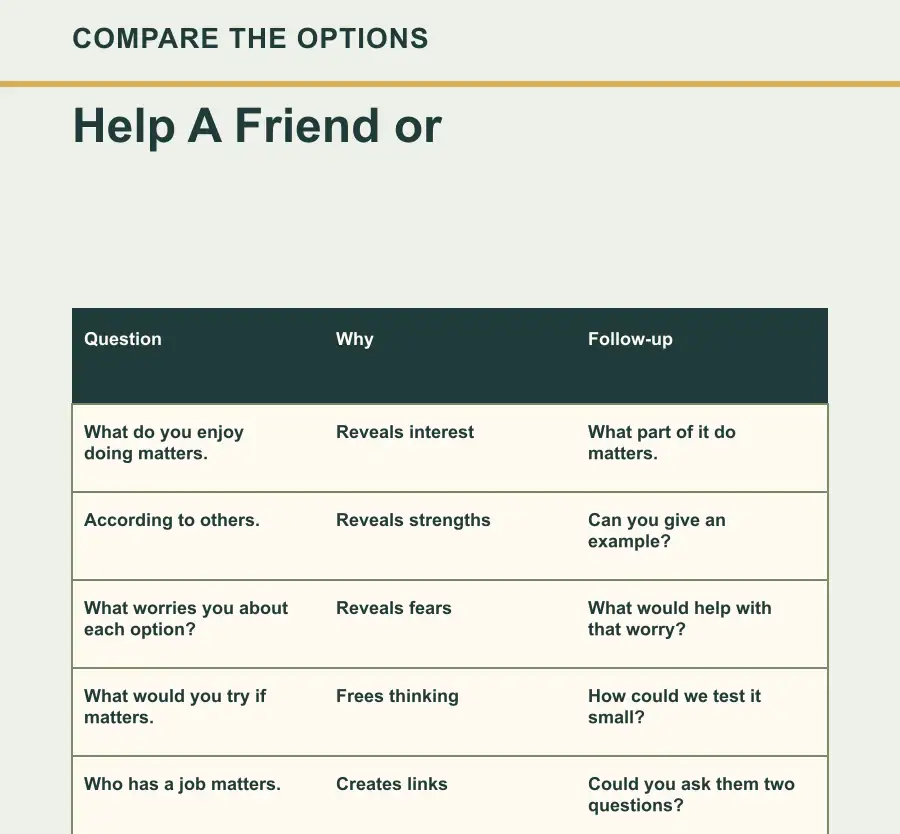 COMPARE THE OPTIONS
Help A Friend or
Question Why Follow-up
What do you enjoy Reveals interest What part of it do
doing matters. matters.
According to others. Reveals strengths Can you give an
example?
What worries you about Reveals fears What would help with
each option? that worry?
What would you try if Frees thinking How could we test it
matters. small?
Who has a job matters. Creates links Could you ask them two
questions?